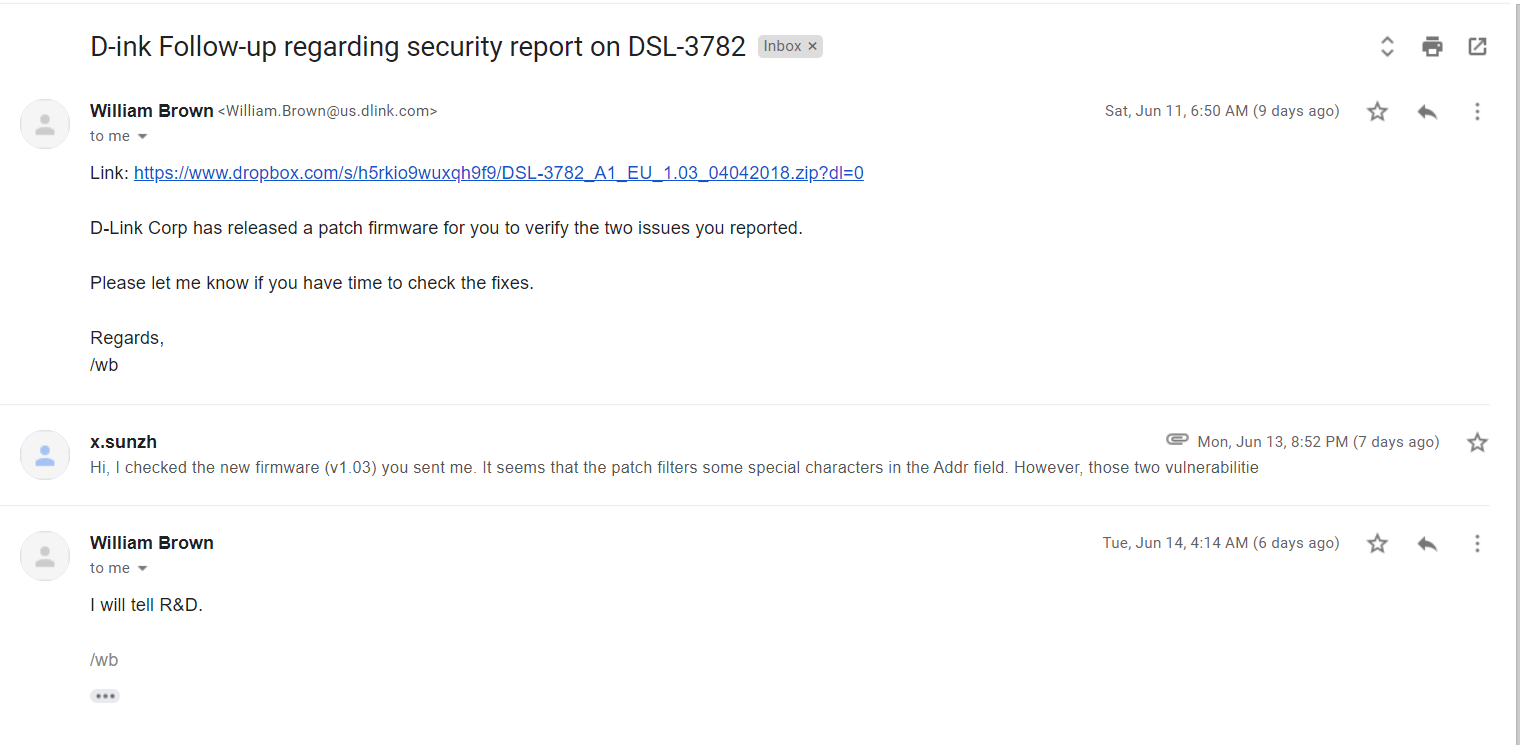 D-ink Follow-up regarding security report on DSL-3782 Inbox ×
William Brown <William.Brown@us.dlink.com> Sat, Jun 11, 6:50 AM (9 days ago)
to me
Link: https://www.dropbox.com/s/h5rkio9wuxqh9f9/DSL-3782_A1_EU_1.03_04042018.zip?dl=0
D-Link Corp has released a patch firmware for you to verify the two issues you reported.
Please let me know if you have time to check the fixes.
Regards,
/wb
x.sunzh Mon, Jun 13, 8:52 PM (7 days ago)
Hi, I checked the new firmware (v1.03) you sent me. It seems that the patch filters some special characters in the Addr field. However, those two vulnerabilitie
William Brown Tue, Jun 14, 4:14 AM (6 days ago)
to me
I will tell R&D.
/wb